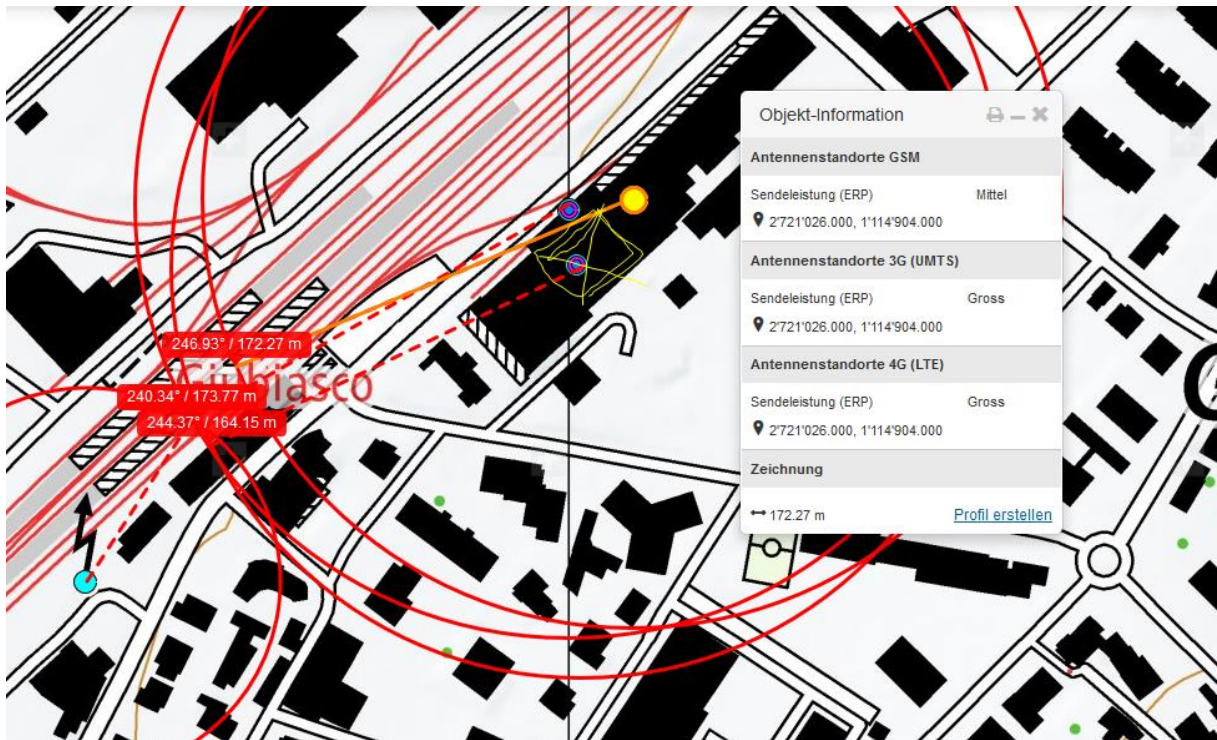 Objekt-Information
Antennenstandorte GSM
Sendeleistung (ERP) Mittel
2'721'026.000, 1'114'904.000
Antennenstandorte 3G (UMTS)
Sendeleistung (ERP) Gross
2'721'026.000, 1'114'904.000
Antennenstandorte 4G (LTE)
Sendeleistung (ERP) Gross
2'721'026.000, 1'114'904.000
Zeichnung
172.27 m Profil erstellen
246.93° / 172.27 m
Giubiasco
240.34° / 173.77 m
244.37° / 164.15 m